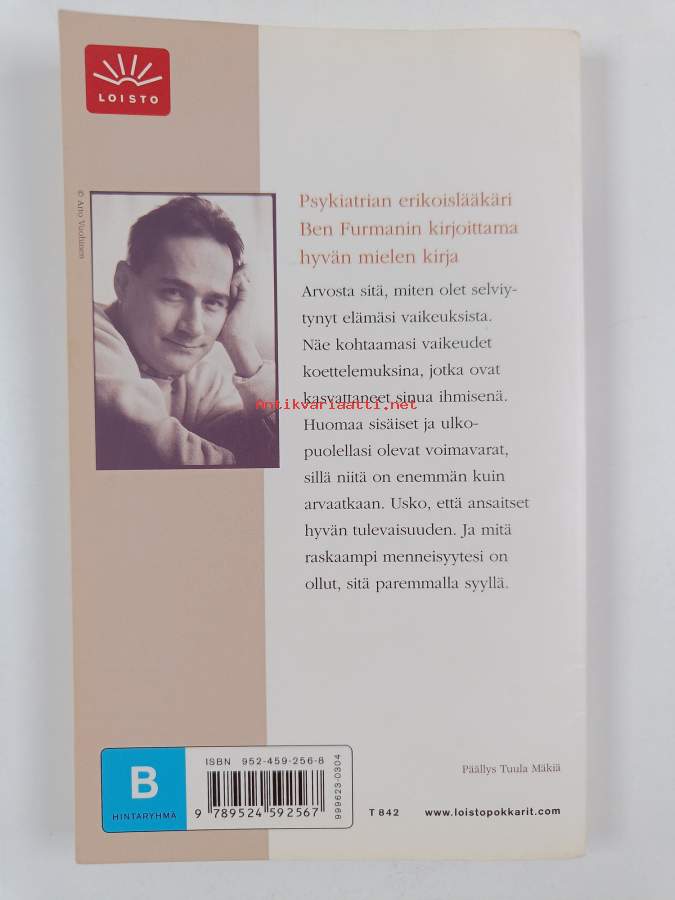 LOISTO
© Arto Vuohinen
Psykiatrian erikoislääkäri
Ben Furmanin kirjoittama
hyvän mielen kirja
Arvosta sitä, miten olet selviy-
tynyt elämäsi vaikeuksista.
Näe kohtaamasi vaikeudet
koettelemuksina, jotka ovat
kasvattaneet sinua ihmisenä.
Antikvariaatti.net
Huomaa sisäiset ja ulko-
puolellasi olevat voimavarat,
sillä niitä on enemmän kuin
arvaatkaan. Usko, että ansaitset
hyvän tulevaisuuden. Ja mitä
raskaampi menneisyytesi on
ollut, sitä paremmalla syyllä.
B
HINTARYHMÄ
ISBN 952-459-256-8
9 789524 592567
999623-0304
Päällys Tuula Mäkiä
T 842
www.loistopokkarit.com